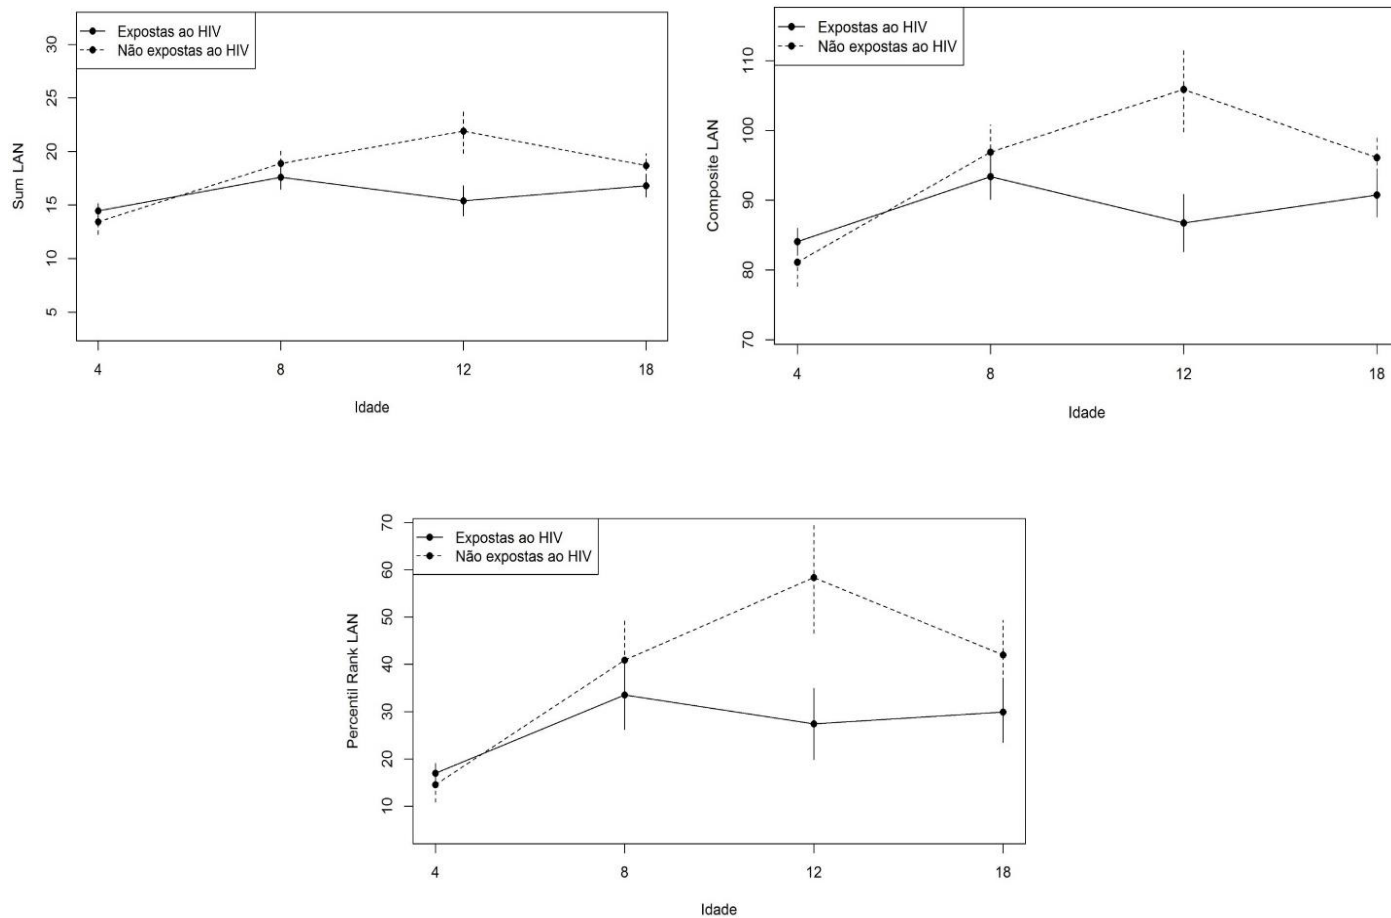 Expostas ao HIV
Não expostas ao HIV
Sum LAN
30
25
20
15
10
5
4 8 12 18
Idade
Expostas ao HIV
Não expostas ao HIV
Composite LAN
110
100
90
80
70
4 8 12 18
Idade
Expostas ao HIV
Não expostas ao HIV
Percentil Rank LAN
70
60
50
40
30
20
10
4 8 12 18
Idade